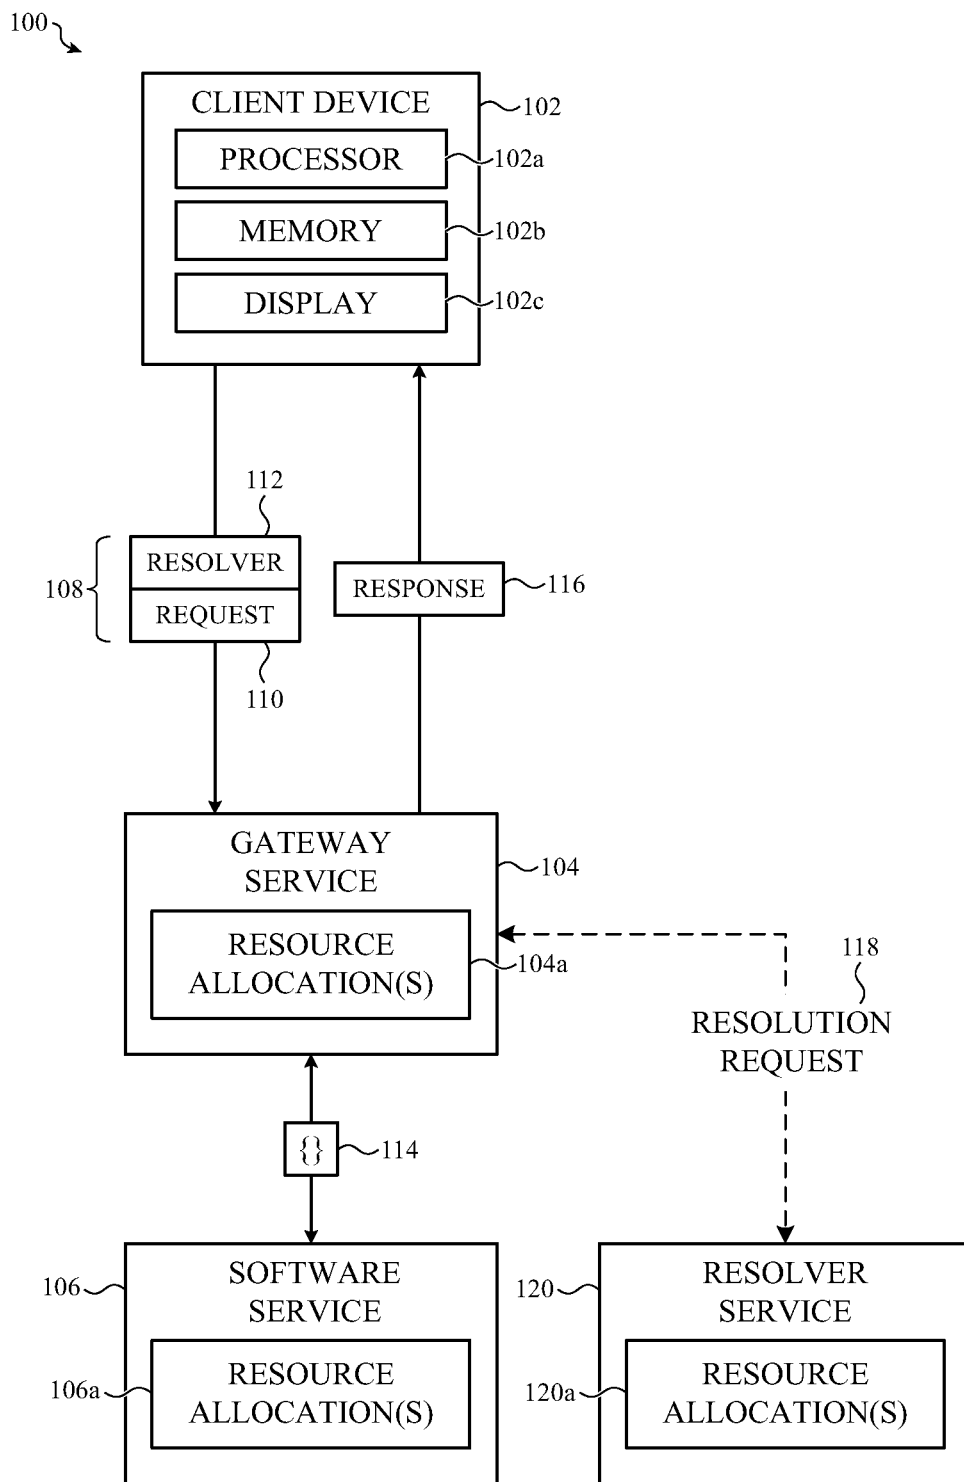 100
CLIENT DEVICE
102
PROCESSOR
102a
MEMORY
102b
DISPLAY
102c
112
RESOLVER
108
REQUEST
110
RESPONSE
116
GATEWAY
SERVICE
104
RESOURCE
ALLOCATION(S)
104a
118
RESOLUTION
REQUEST
{}
114
106
SOFTWARE
SERVICE
106a
RESOURCE
ALLOCATION(S)
120
RESOLVER
SERVICE
120a
RESOURCE
ALLOCATION(S)